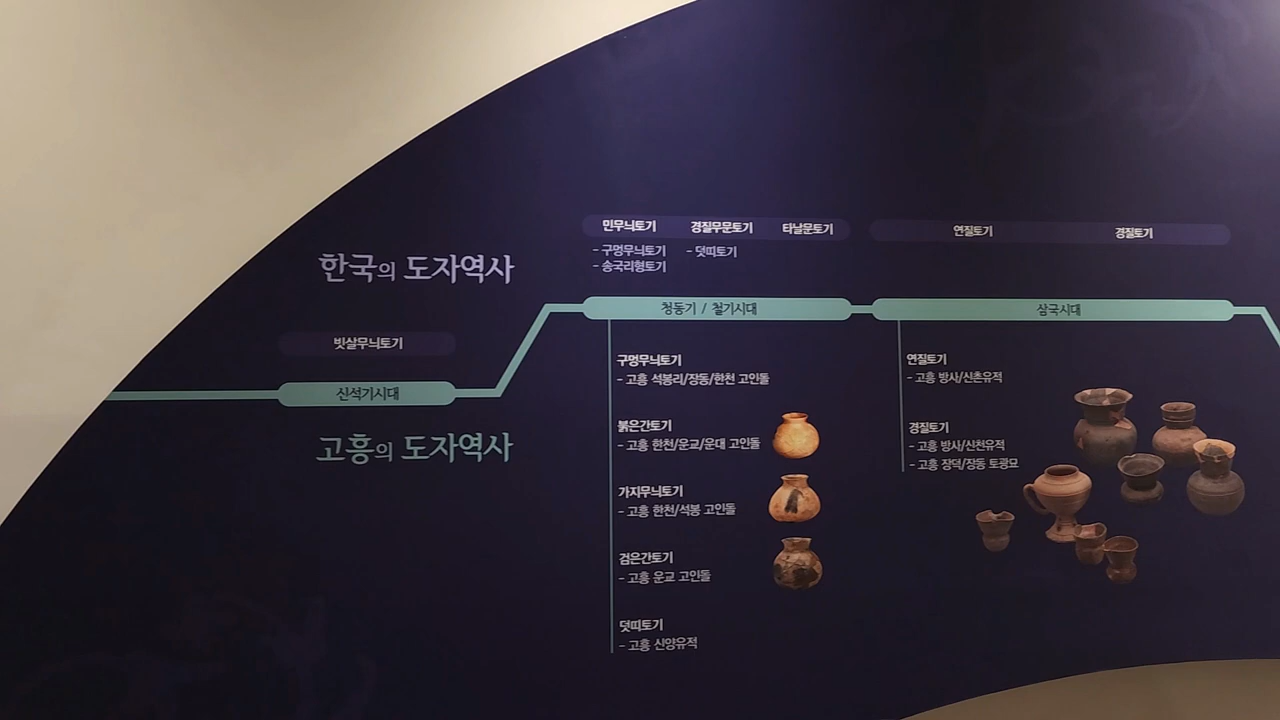 한국의 도자역사
빗살무늬토기
신석기시대
고흥의 도자역사
민무늬토기 경질무문토기 타날문토기
- 구멍무늬토기 - 덧띠토기
- 송국리형토기
청동기 / 철기시대
구멍무늬토기
- 고흥 석봉리/장동/한천 고인돌
붉은간토기
- 고흥 한천/운교/운대 고인돌
가지무늬토기
- 고흥 한천/석봉 고인돌
검은간토기
- 고흥 운교 고인돌
덧띠토기
- 고흥 신양유적
연질토기 경질토기
삼국시대
연질토기
- 고흥 방사/신촌유적
경질토기
- 고흥 방사/신천유적
- 고흥 장덕/장동 토광묘